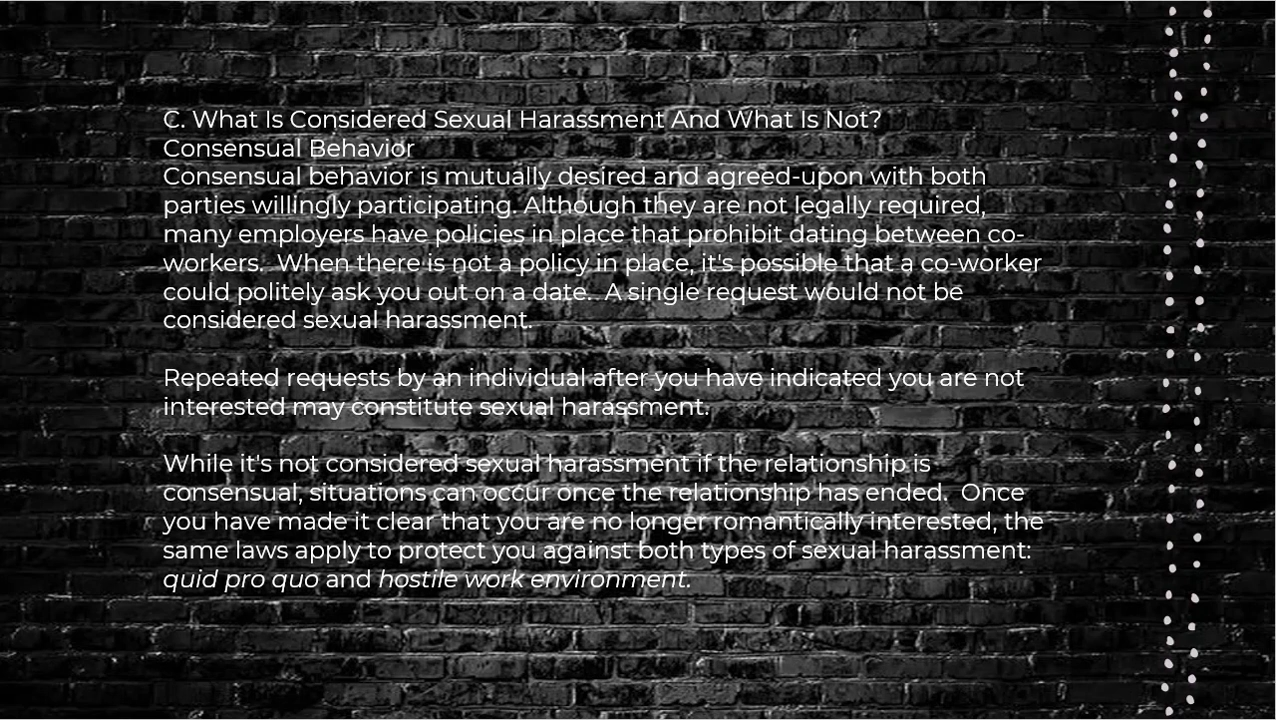 C. What Is Considered Sexual Harassment And What Is Not?
Consensual Behavior
Consensual behavior is mutually desired and agreed-upon with both
parties willingly participating. Although they are not legally required,
many employers have policies in place that prohibit dating between co-
workers.  When there is not a policy in place, it's possible that a co-worker
could politely ask you out on a date.  A single request would not be
considered sexual harassment.
Repeated requests by an individual after you have indicated you are not
interested may constitute sexual harassment.
While it's not considered sexual harassment if the relationship is
consensual, situations can occur once the relationship has ended.  Once
you have made it clear that you are no longer romantically interested, the
same laws apply to protect you against both types of sexual harassment:
quid pro quo and hostile work environment.